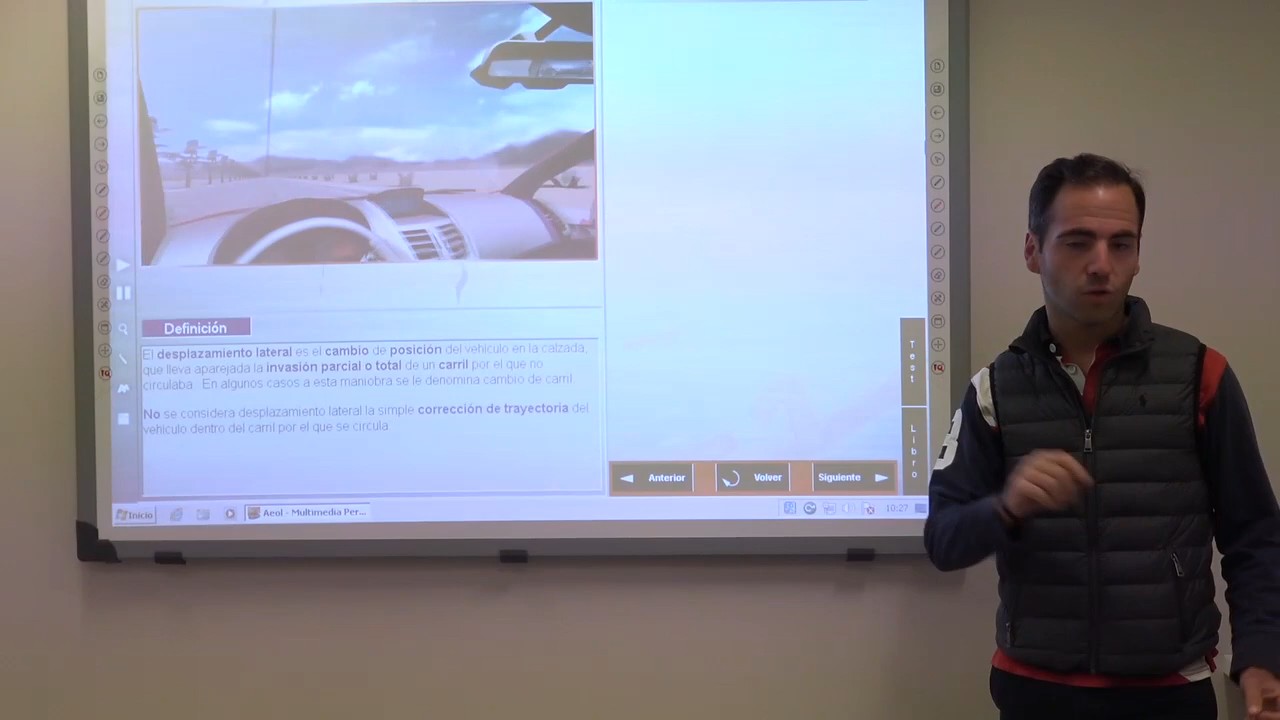 Definición
El desplazamiento lateral es el cambio de posición del vehículo en la calzada,
que lleva aparejada la invasión parcial o total de un carril por el que no
circulaba. En algunos casos a esta maniobra se le denomina cambio de carril.
No se considera desplazamiento lateral la simple corrección de trayectoria del
vehículo dentro del carril por el que se circula.
Test
Libro
Anterior
Volver
Siguiente
Inicio
Aeol - Multimedia Per...
10:27